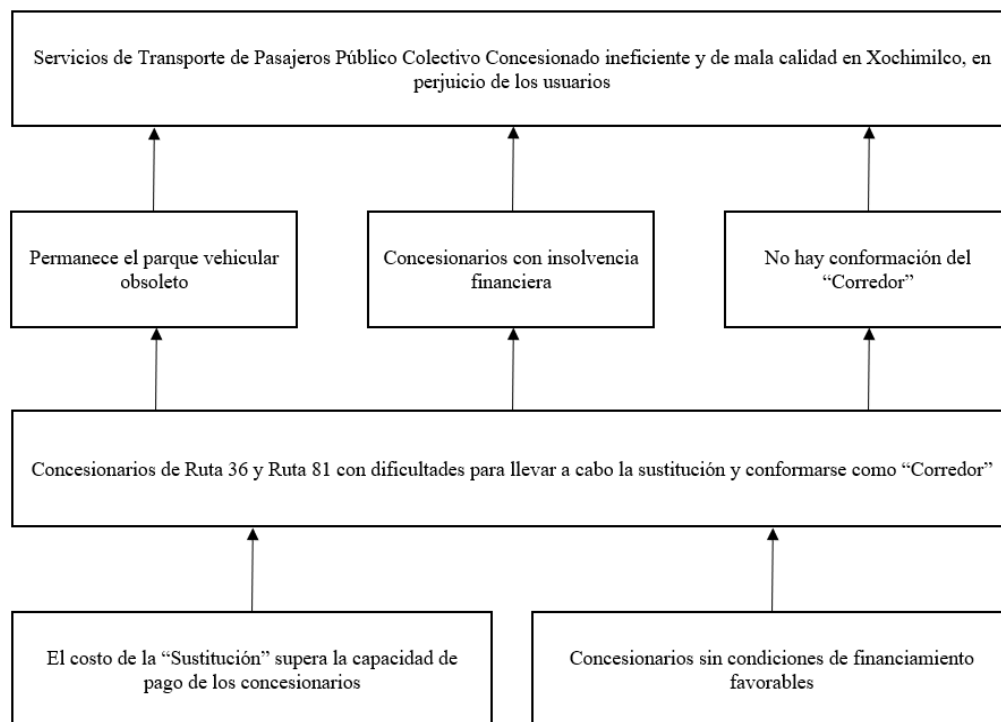 Servicios de Transporte de Pasajeros Público Colectivo Concesionado ineficiente y de mala calidad en Xochimilco, en
perjuicio de los usuarios
Permanece el parque vehicular
obsoleto
Concesionarios con insolvencia
financiera
No hay conformación del
“Corredor”
Concesionarios de Ruta 36 y Ruta 81 con dificultades para llevar a cabo la sustitución y conformarse como “Corredor”
El costo de la “Sustitución” supera la capacidad de
pago de los concesionarios
Concesionarios sin condiciones de financiamiento
favorables